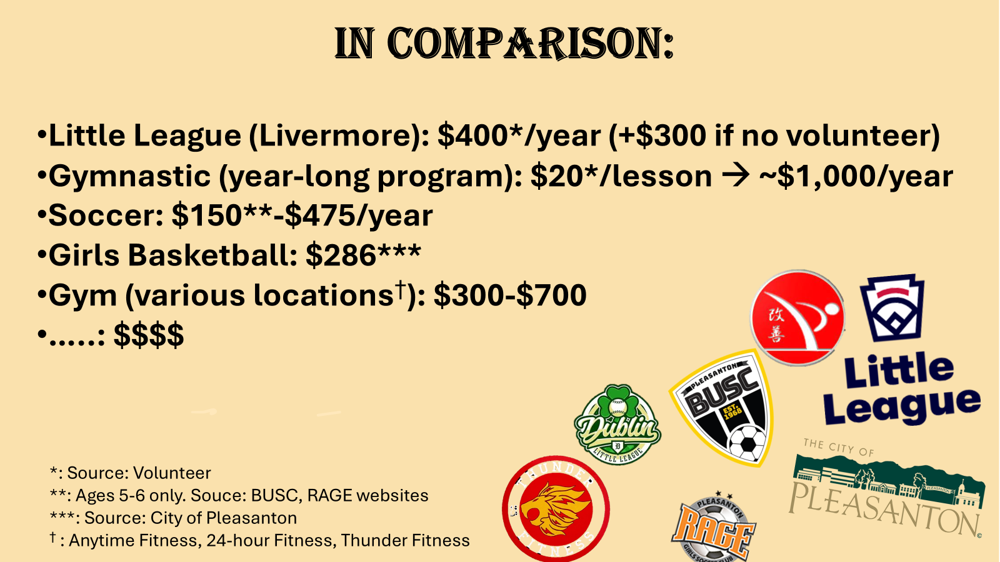 IN COMPARISON:
•Little League (Livermore): $400*/year (+$300 if no volunteer)
•Gymnastic (year-long program): $20*/lesson → ~$1,000/year
•Soccer: $150**-$475/year
•Girls Basketball: $286***
•Gym (various locations†): $300-$700
•.....: $$$$
改
善
Little
League
PLEASANTON
BUSC
EST.
1968
Dublin
D
LITTLE LEAGUE
THE CITY OF
PLEASANTON
PLEASANTON
©
THUNDER
FITNESS
PLEASANTON
RAGE
GIRLS SOCCER CLUB
*: Source: Volunteer
**: Ages 5-6 only. Souce: BUSC, RAGE websites
***: Source: City of Pleasanton
† : Anytime Fitness, 24-hour Fitness, Thunder Fitness